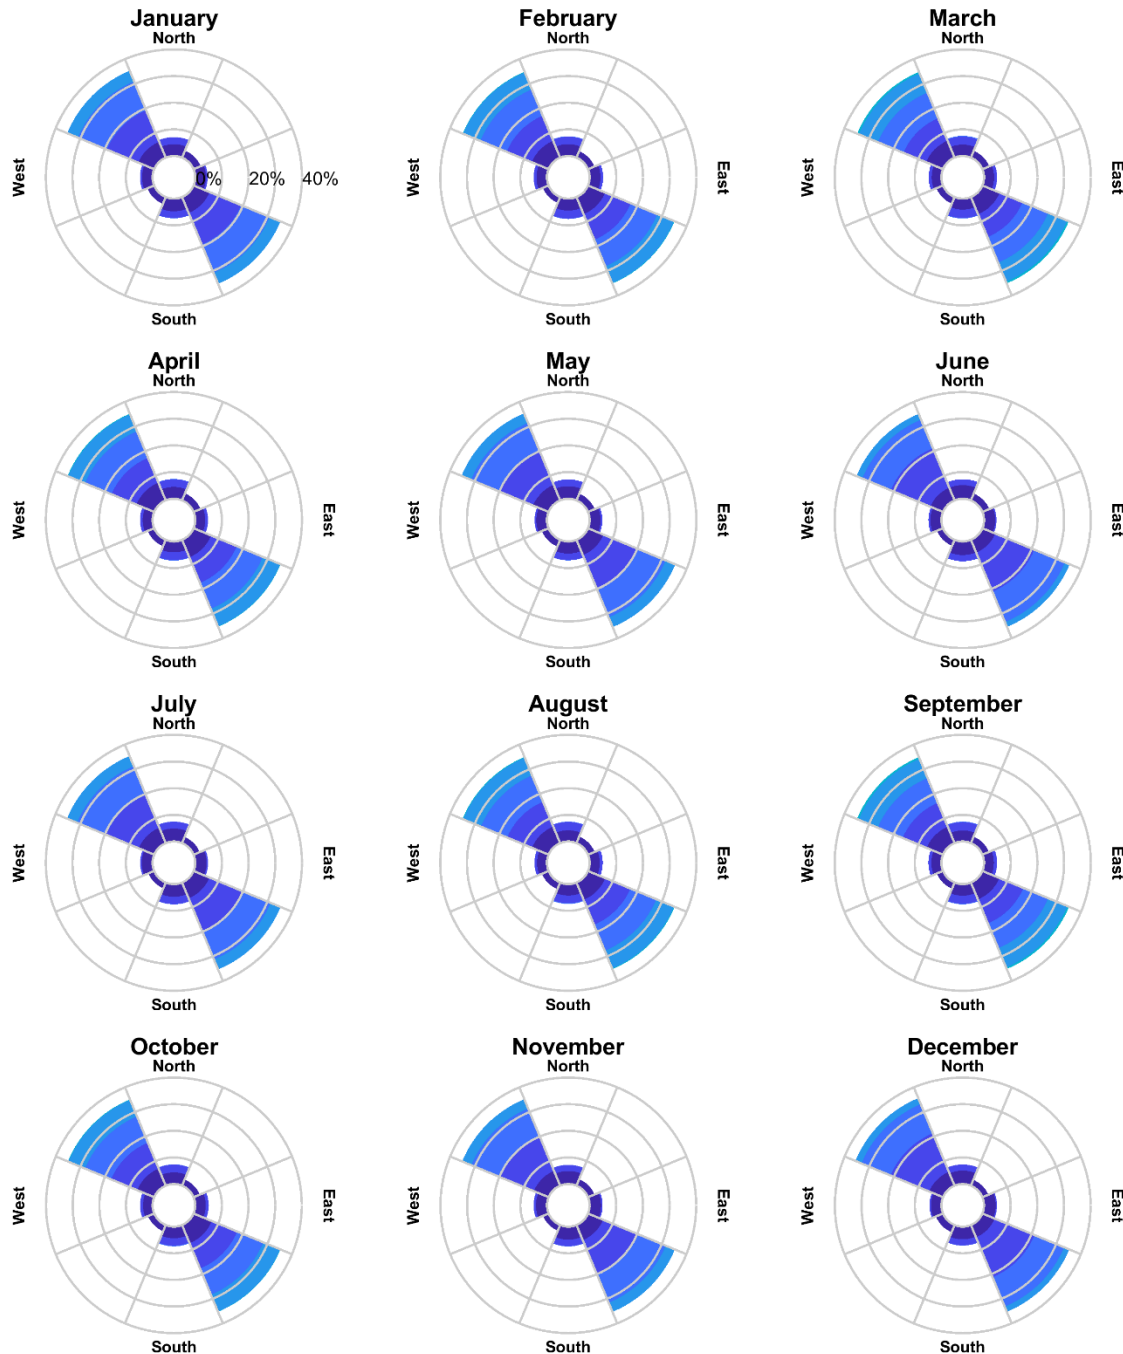 January
February
March
North
North
North
West
0%
20%
40%
West
East
West
East
South
South
South
April
May
June
North
North
North
West
East
West
East
West
East
South
South
South
July
August
September
North
North
North
West
East
West
East
West
East
South
South
South
October
November
December
North
North
North
West
East
West
East
West
East
South
South
South